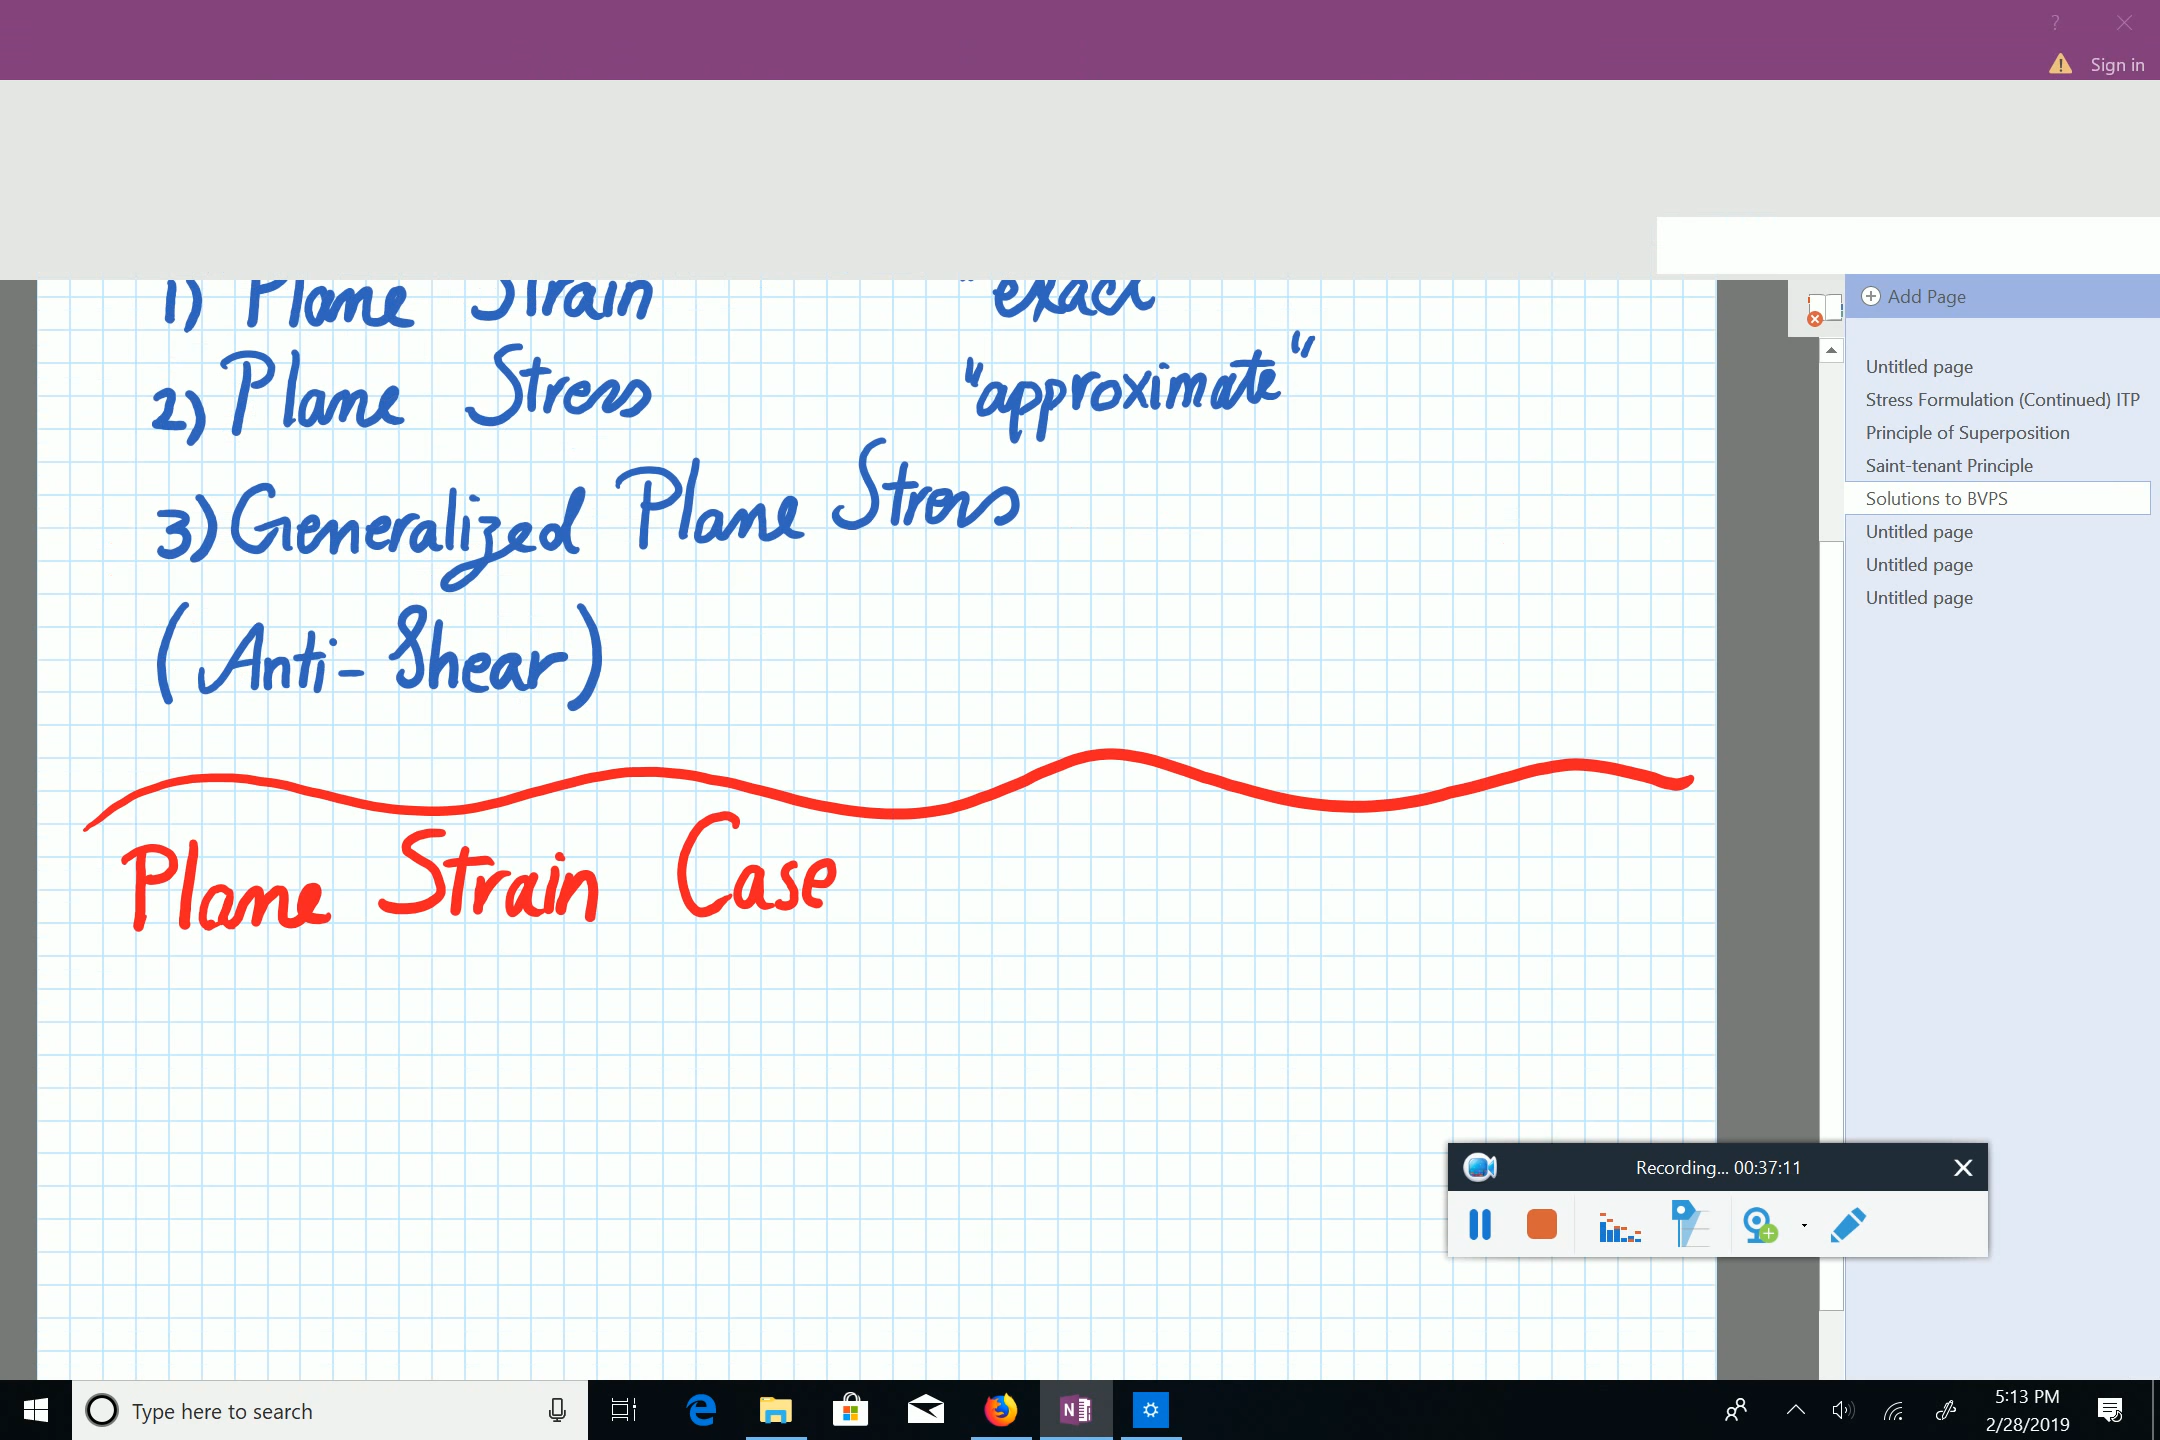 ?
Sign in
1) Plane Strain "exact
2) Plane Stress "approximate"
3) Generalized Plane Stress
(Anti-Shear)
Plane Strain Case
Add Page
Untitled page
Stress Formulation (Continued) ITP
Principle of Superposition
Saint-tenant Principle
Solutions to BVPS
Untitled page
Untitled page
Untitled page
Recording... 00:37:11
Type here to search
5:13 PM
2/28/2019